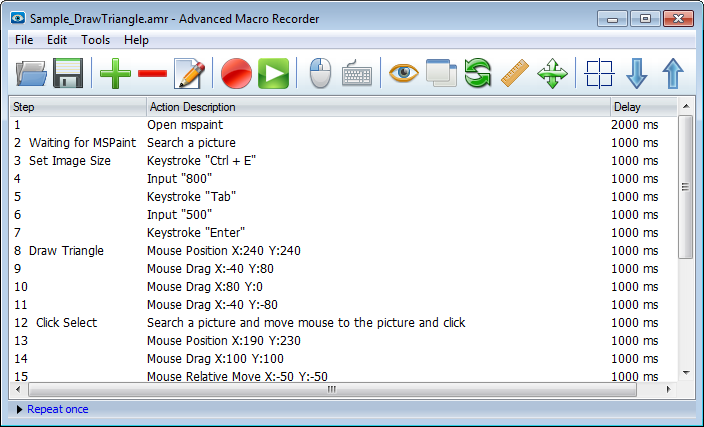 Sample_DrawTriangle.amr - Advanced Macro Recorder
File Edit Tools Help
Step Action Description Delay
1 Open mspaint 2000 ms
2 Waiting for MSPaint Search a picture 1000 ms
3 Set Image Size Keystroke "Ctrl + E" 1000 ms
4 Input "800" 1000 ms
5 Keystroke "Tab" 1000 ms
6 Input "500" 1000 ms
7 Keystroke "Enter" 1000 ms
8 Draw Triangle Mouse Position X:240 Y:240 1000 ms
9 Mouse Drag X:-40 Y:80 1000 ms
10 Mouse Drag X:80 Y:0 1000 ms
11 Mouse Drag X:-40 Y:-80 1000 ms
12 Click Select Search a picture and move mouse to the picture and click 1000 ms
13 Mouse Position X:190 Y:230 1000 ms
14 Mouse Drag X:100 Y:100 1000 ms
15 Mouse Relative Move X:-50 Y:-50 1000 ms
Repeat once